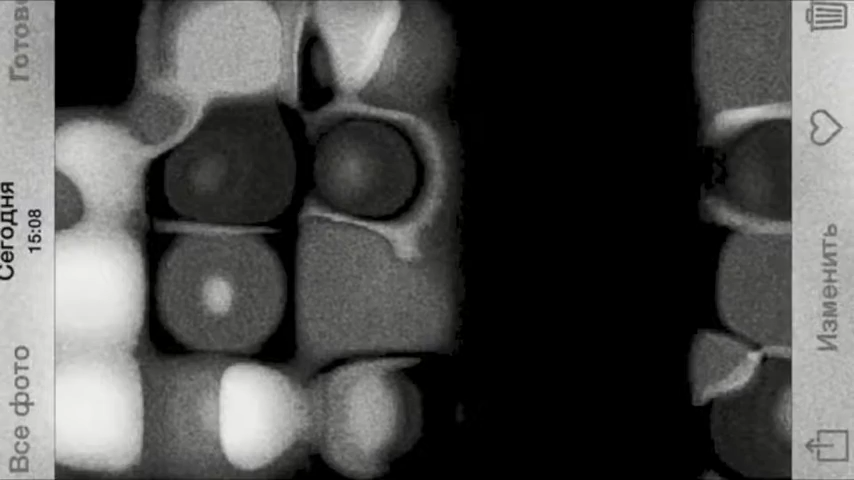 Все фото
Сегодня
15:08
Готово
Изменить